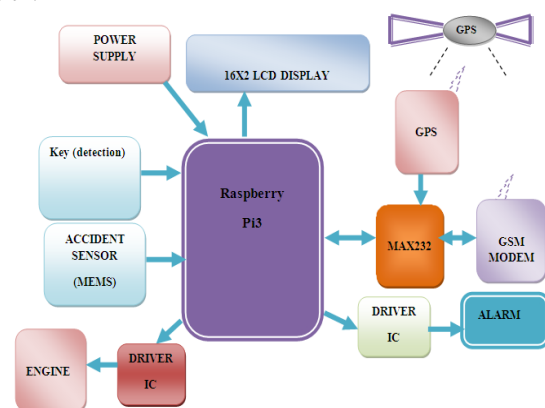 POWER
SUPPLY
16X2 LCD DISPLAY
GPS
GPS
Key (detection)
Raspberry
Pi3
ACCIDENT
SENSOR
(MEMS)
MAX232
GSM
MODEM
DRIVER
IC
ALARM
ENGINE
DRIVER
IC